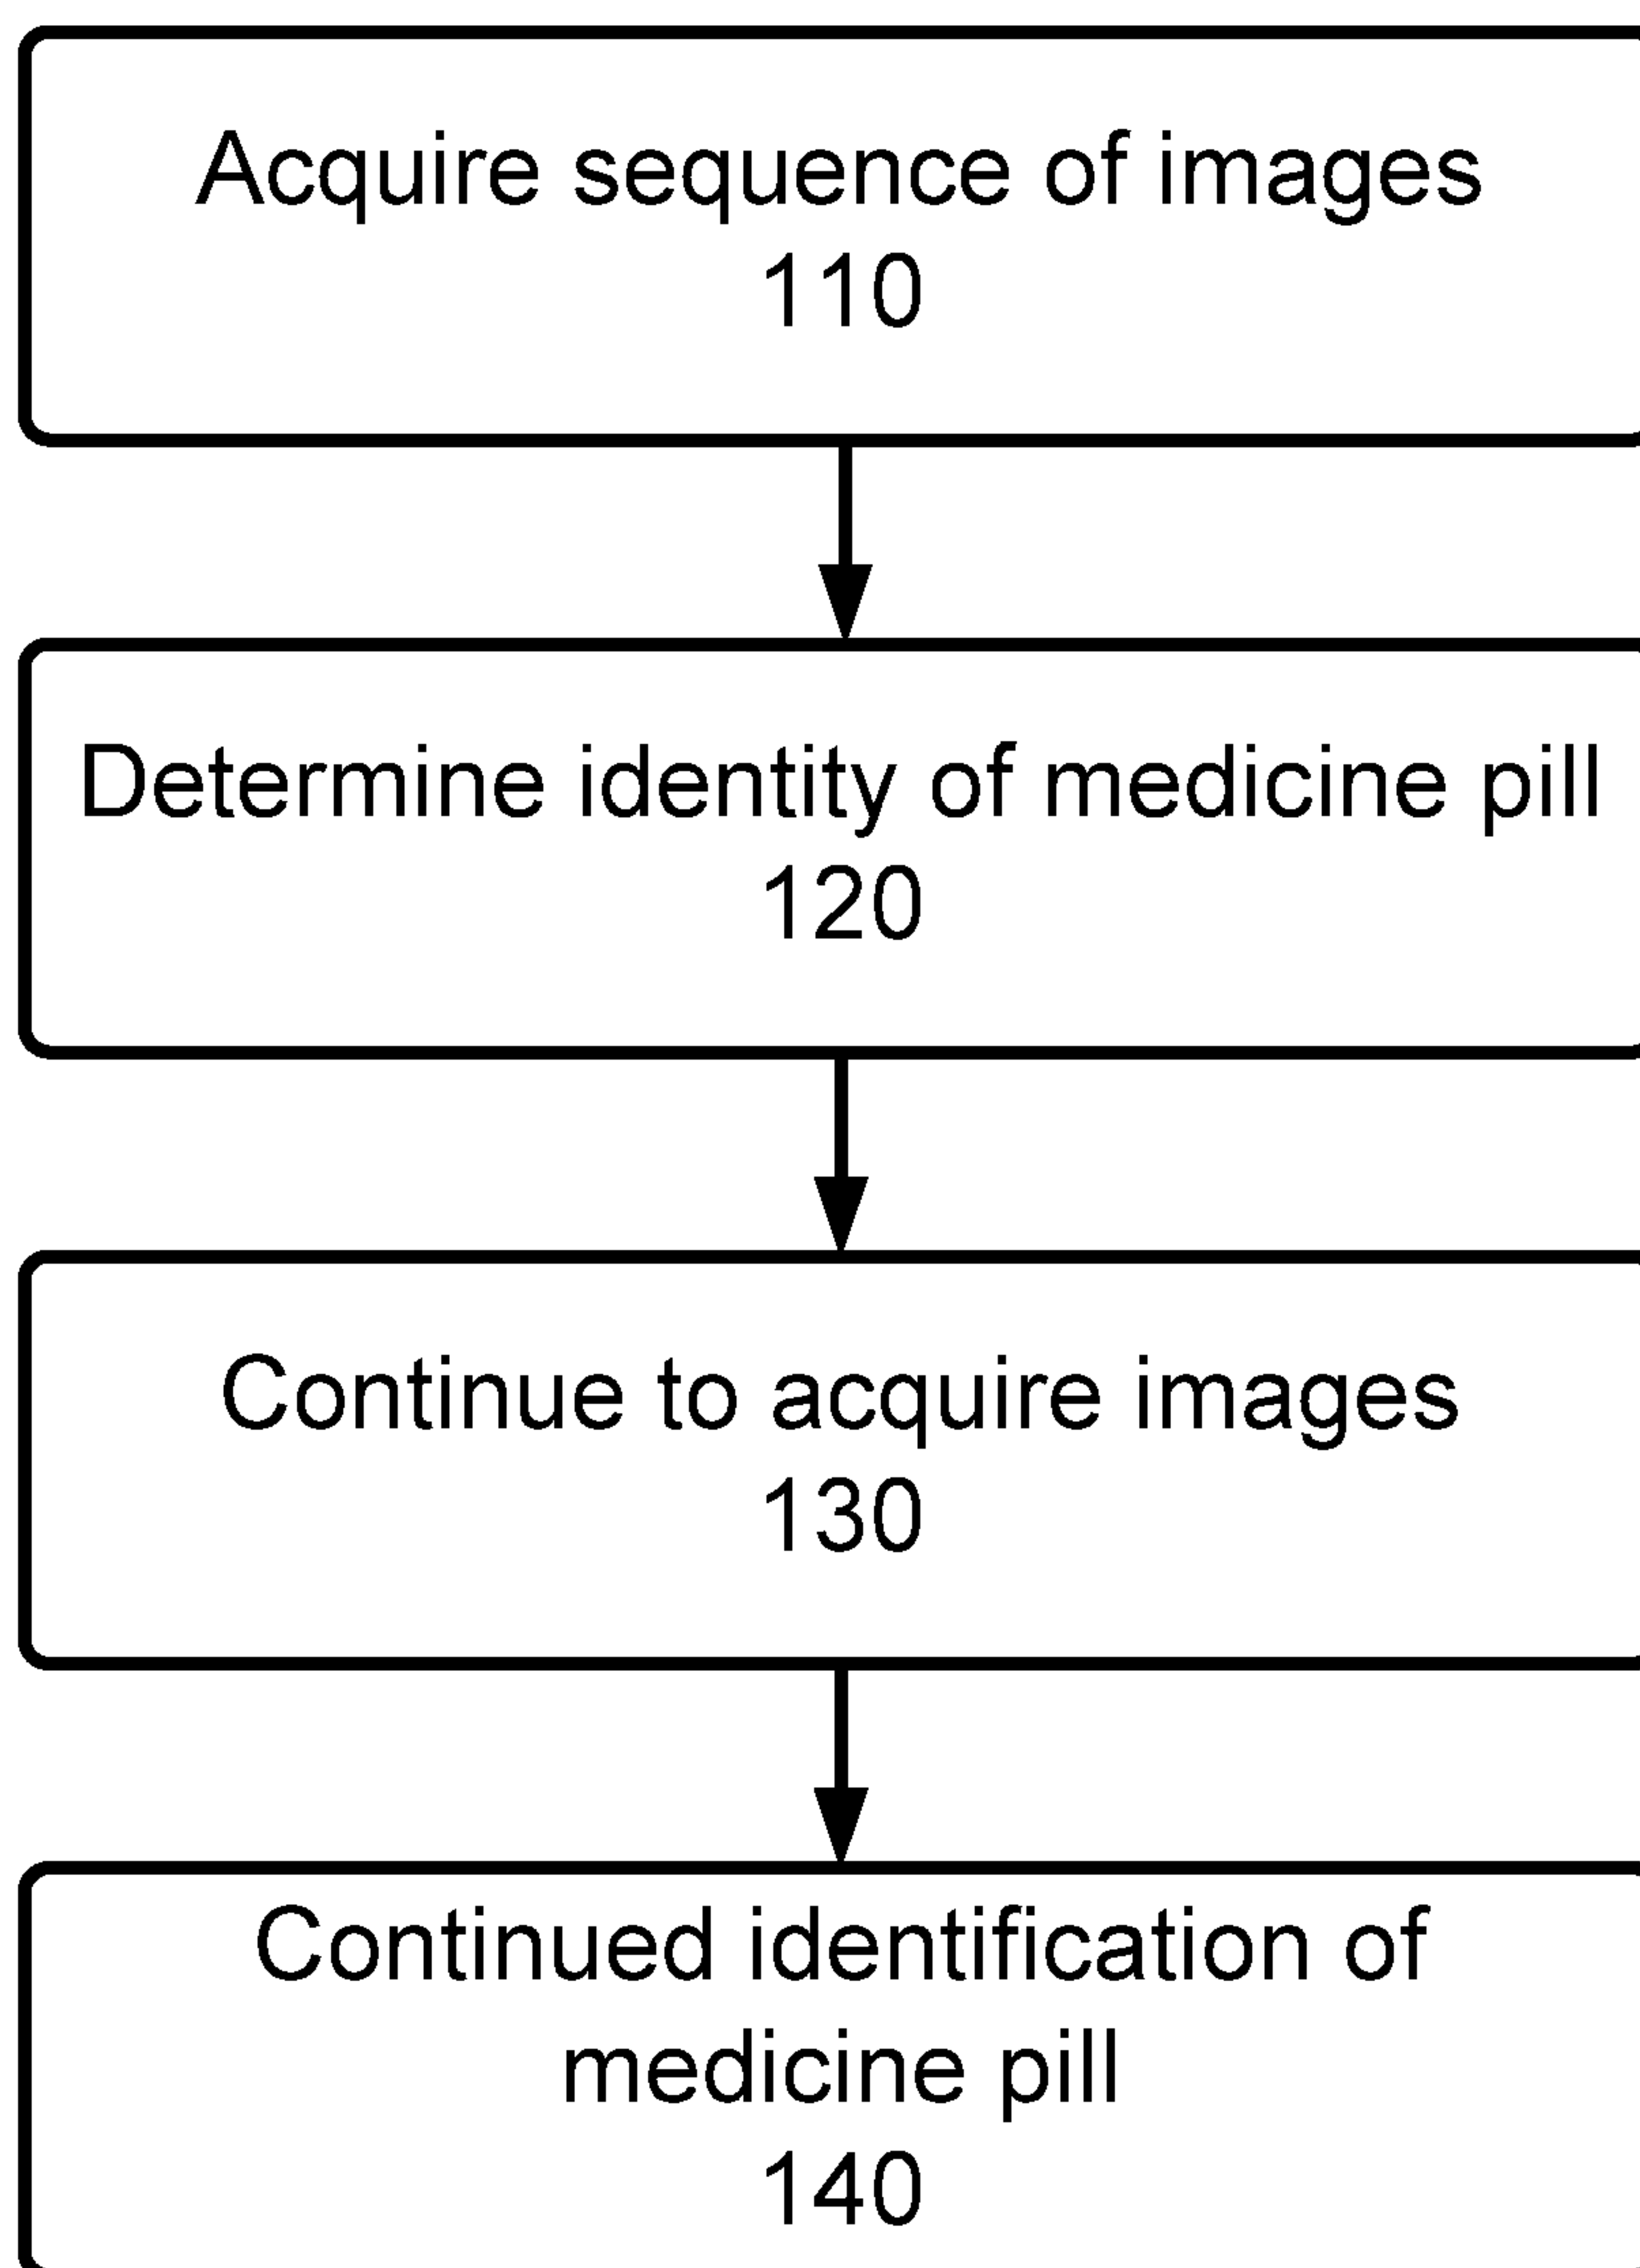 Acquire sequence of images
110
Determine identity of medicine pill
120
Continue to acquire images
130
Continued identification of
medicine pill
140